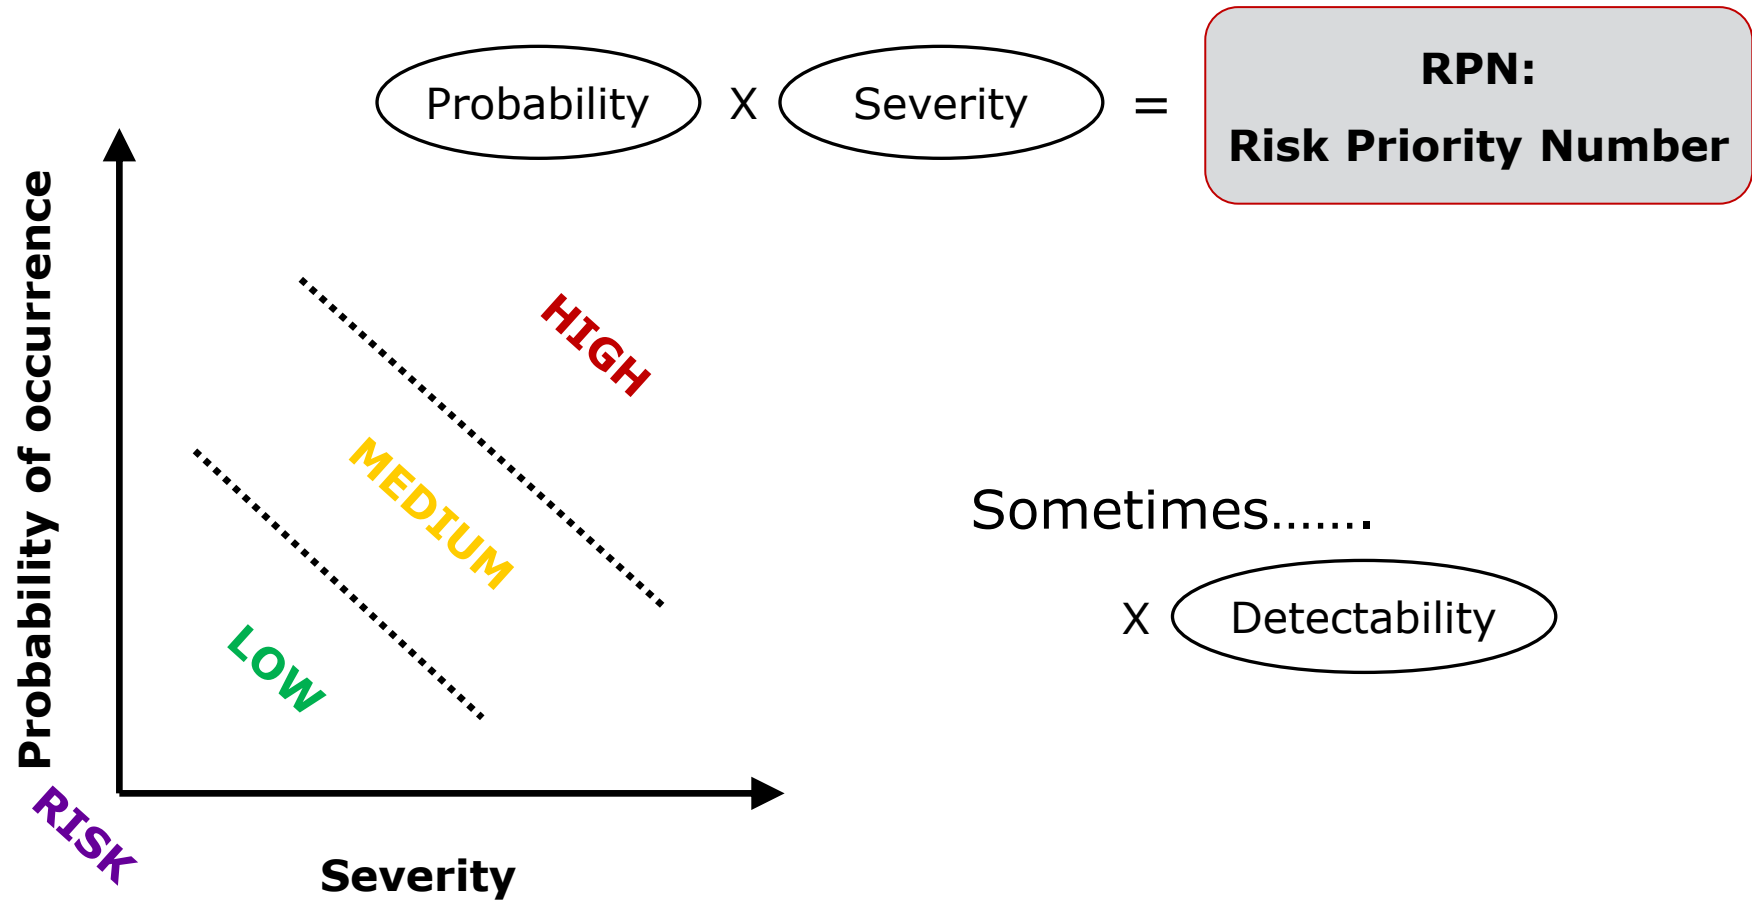 Probability X Severity =
RPN:
Risk Priority Number
Probability of occurrence
HIGH
MEDIUM
LOW
RISK
Severity
Sometimes.......
X Detectability